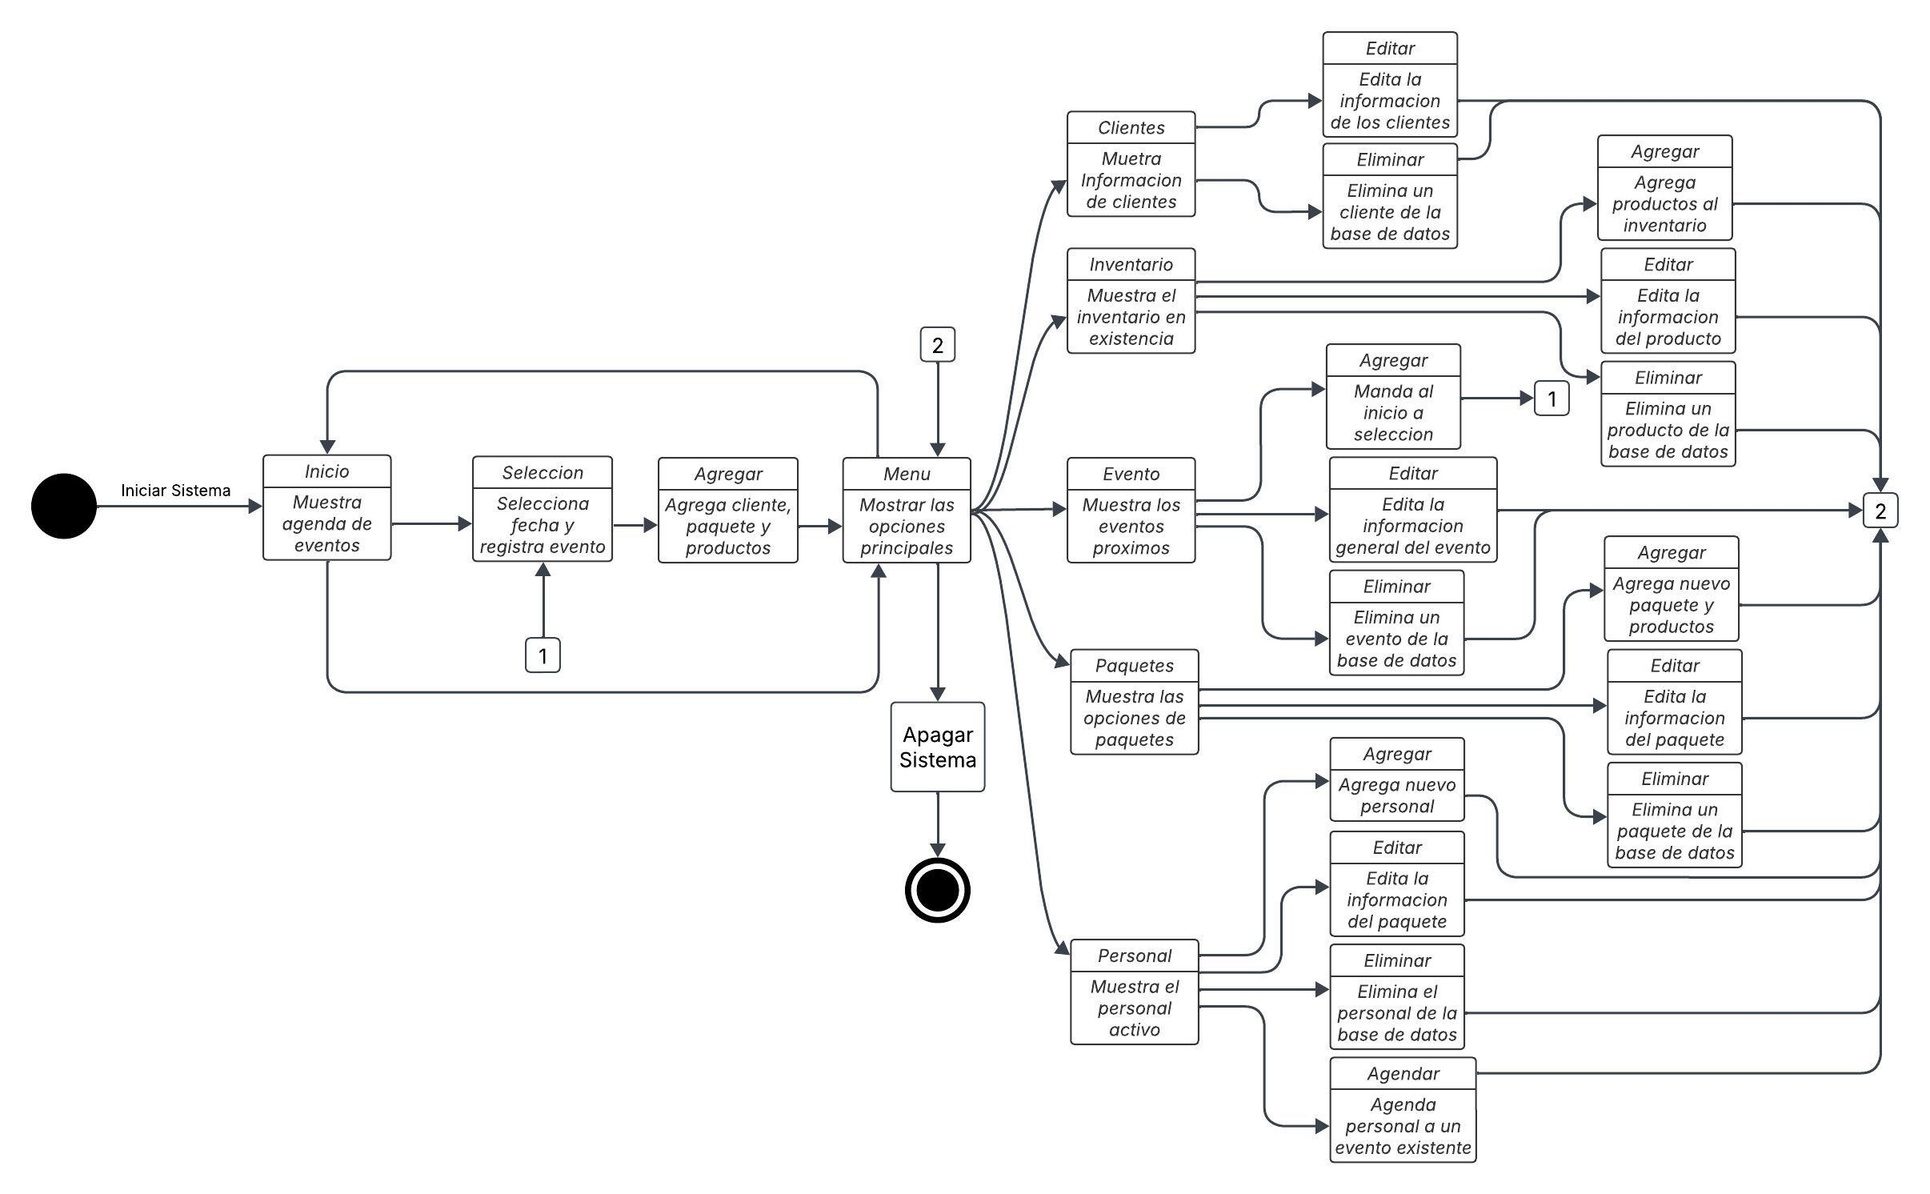 Iniciar Sistema
Inicio
Muestra
agenda de
eventos
Seleccion
Selecciona
fecha y
registra evento
1
Agregar
Agrega cliente,
paquete y
productos
2
Menu
Mostrar las
opciones
principales
Apagar
Sistema
Clientes
Muetra
Informacion
de clientes
Editar
Edita la
informacion
de los clientes
Eliminar
Elimina un
cliente de la
base de datos
Inventario
Muestra el
inventario en
existencia
Agregar
Agrega
productos al
inventario
Editar
Edita la
informacion
del producto
Eliminar
Elimina un
producto de la
base de datos
Evento
Muestra los
eventos
proximos
Agregar
Manda al
inicio a
seleccion
1
Editar
Edita la
informacion
general del evento
Eliminar
Elimina un
evento de la
base de datos
2
Paquetes
Muestra las
opciones de
paquetes
Agregar
Agrega nuevo
paquete y
productos
Editar
Edita la
informacion
del paquete
Eliminar
Elimina un
paquete de la
base de datos
Personal
Muestra el
personal
activo
Agregar
Agrega nuevo
personal
Editar
Edita la
informacion
del paquete
Eliminar
Elimina el
personal de la
base de datos
Agendar
Agenda
personal a un
evento existente